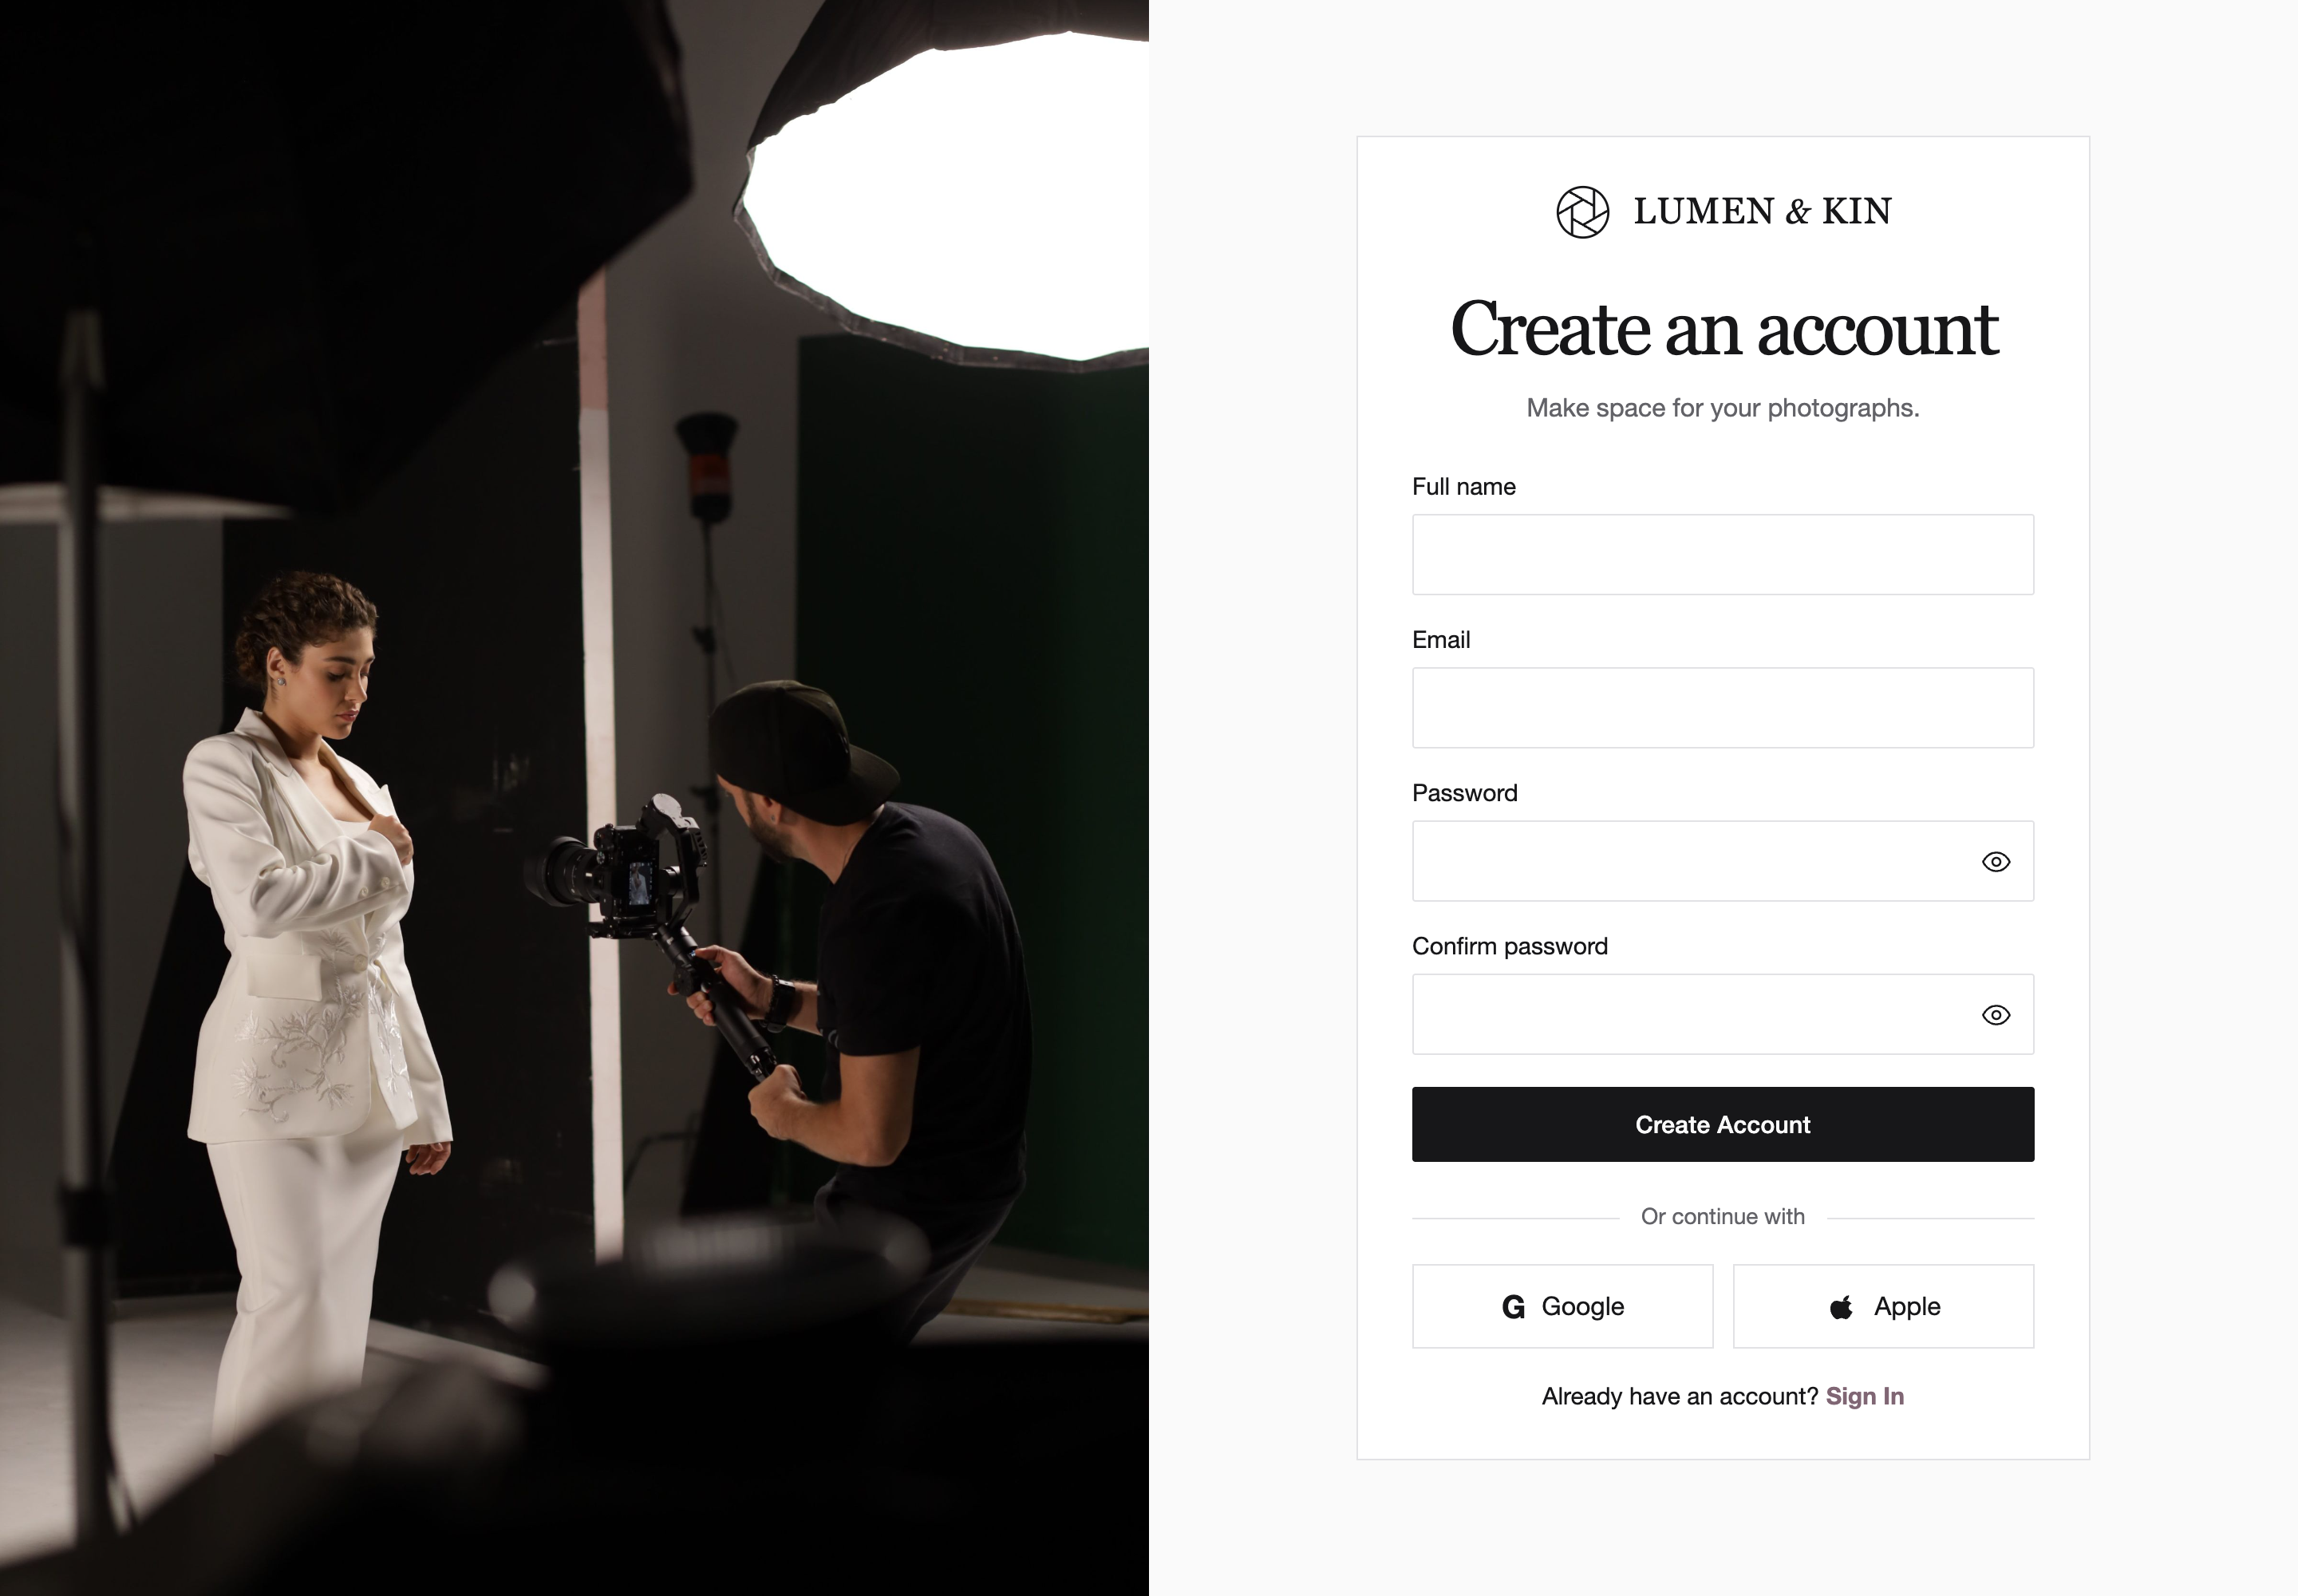 LUMEN & KIN
Create an account
Make space for your photographs.
Full name
Email
Password
Confirm password
Create Account
Or continue with
G Google
Apple
Already have an account? Sign In